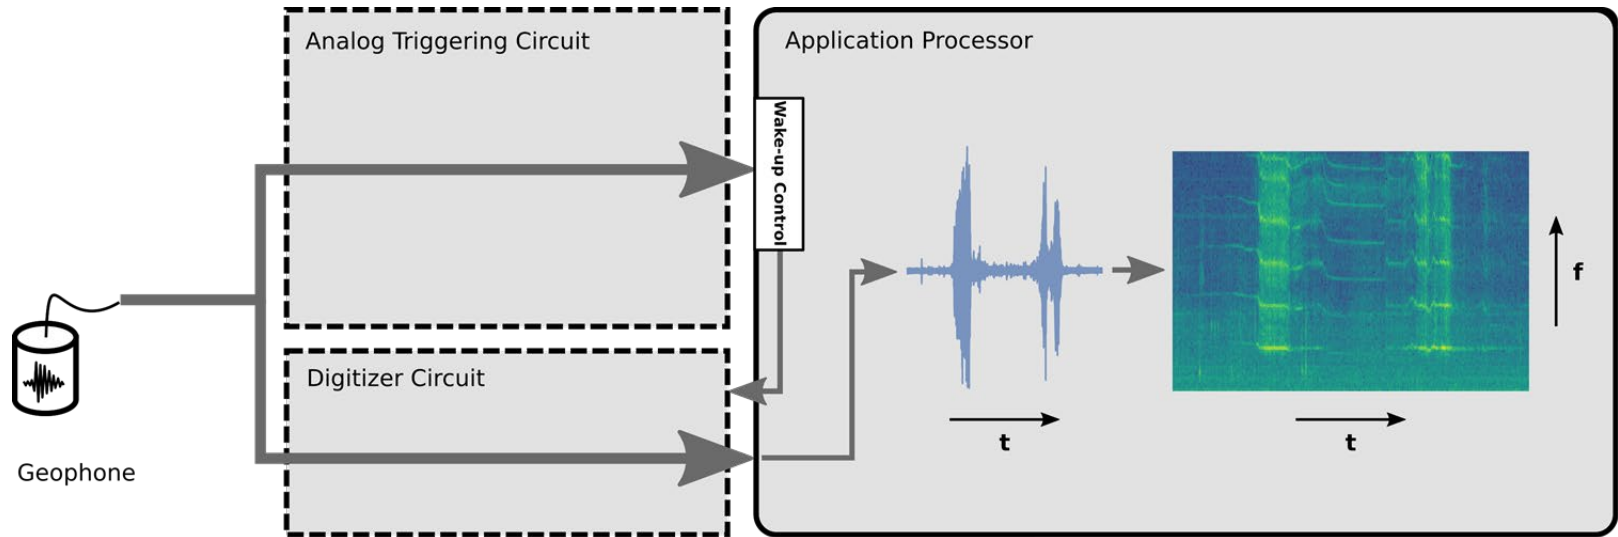 Analog Triggering Circuit
Application Processor
Wake-up Control
f
Digitizer Circuit
t
t
Geophone